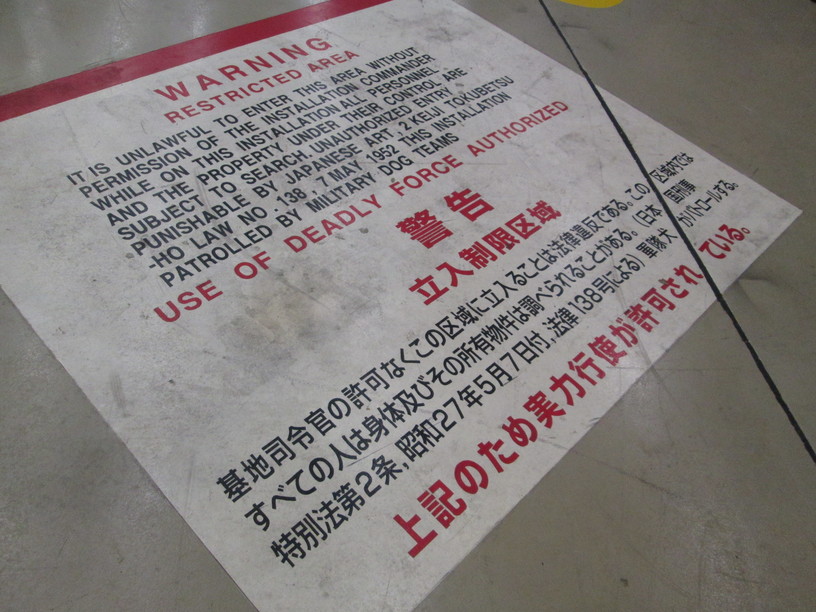 WARNING
RESTRICTED AREA
IT IS UNLAWFUL TO ENTER THIS AREA WITHOUT
PERMISSION OF THE INSTALLATION COMMANDER
WHILE ON THIS INSTALLATION ALL PERSONNEL
AND THE PROPERTY UNDER THEIR CONTROL ARE
SUBJECT TO SEARCH. UNAUTHORIZED ENTRY
PUNISHABLE BY JAPANESE ART . 2 KEIJI TOKUBETSU
-HO LAW NO . 138 . 7 MAY . 1952 THIS INSTALLATION
PATROLLED BY MILITARY DOG TEAMS
USE OF DEADLY FORCE AUTHORIZED
警告
立入制限区域
基地司令官の許可なくこの区域に立入ることは法律違反である。この 区域内では
すべての人は身体及びその所有物件は調べられることがある。(日本 国刑事
特別法第2条,昭和27年5月7日付,法律138号による) 軍隊犬 がパトロールする。
上記のため実力行使が許可され ている。